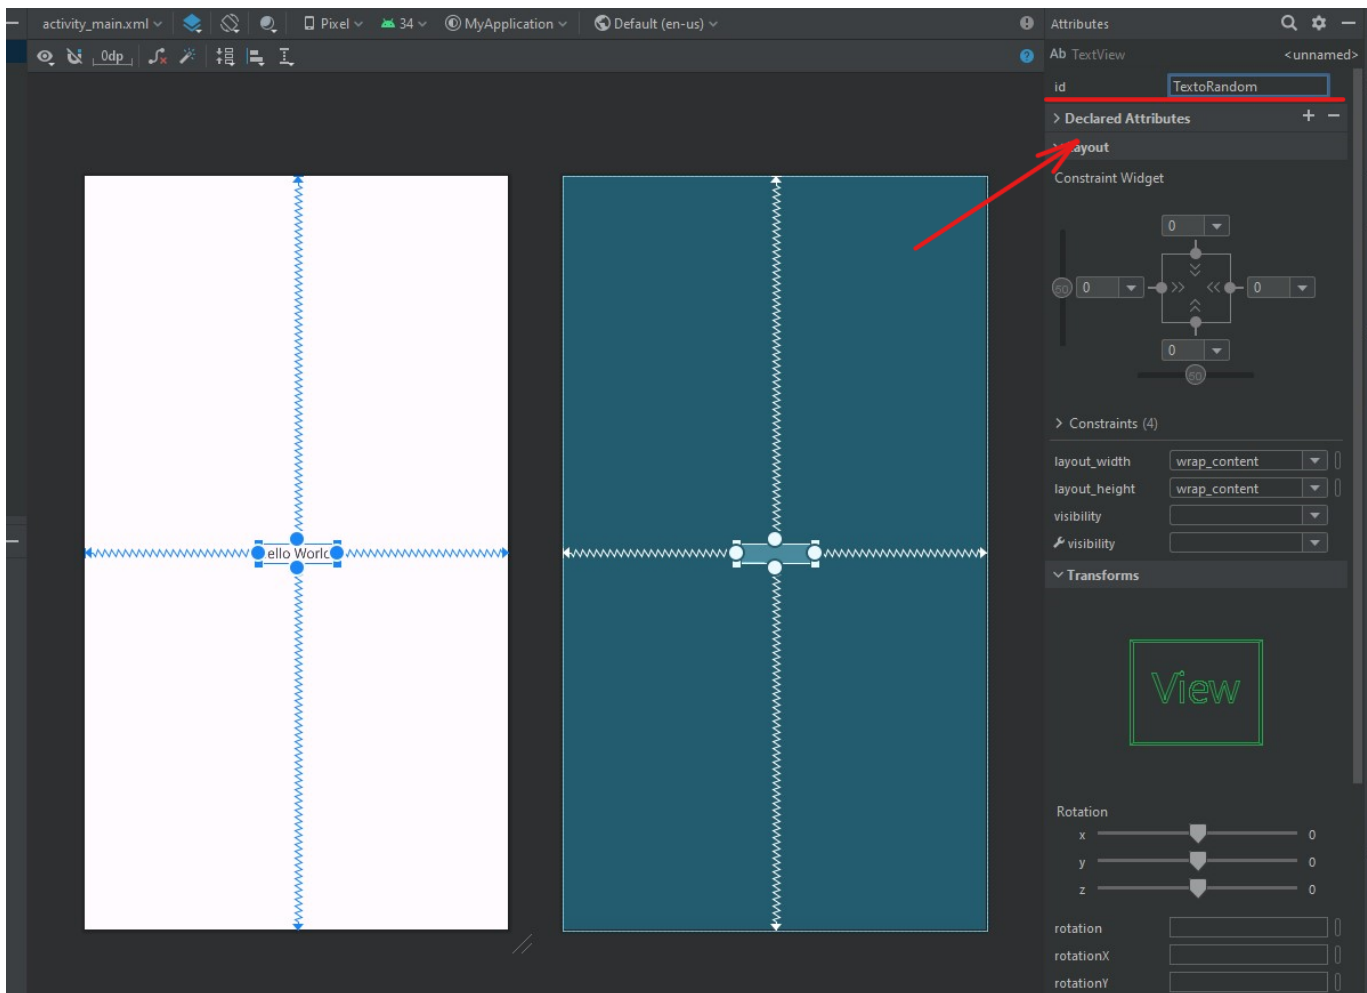 activity_main.xml Pixel 34 MyApplication Default (en-us) Attributes
0dp Ab TextView <unnamed>
id TextoRandom
Declared Attributes
ayout
Constraint Widget
0
50 0 0
0
50
Constraints (4)
layout_width wrap_content
layout_height wrap_content
visibility
visibility
ello World
Transforms
View
Rotation
x 0
y 0
z 0
rotation
rotationX
rotationY